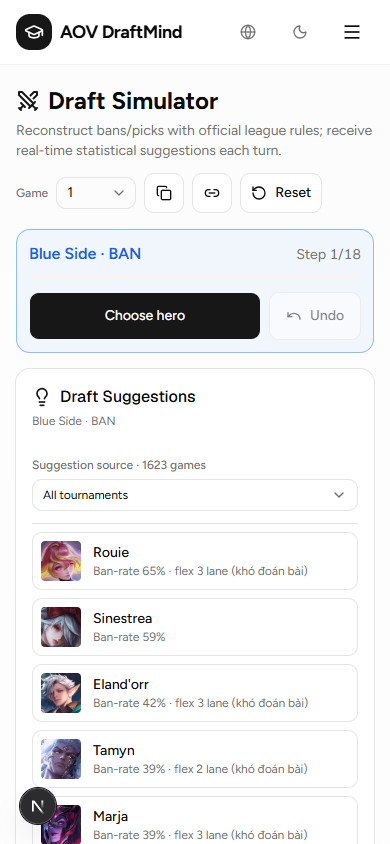 AOV DraftMind
Draft Simulator
Reconstruct bans/picks with official league rules; receive
real-time statistical suggestions each turn.
Game
1
Reset
Blue Side · BAN
Step 1/18
Choose hero
Undo
Draft Suggestions
Blue Side · BAN
Suggestion source · 1623 games
All tournaments
Rouie
Ban-rate 65% · flex 3 lane (khó đoán bài)
Sinestrea
Ban-rate 59%
Eland'orr
Ban-rate 42% · flex 3 lane (khó đoán bài)
Tamyn
Ban-rate 39% · flex 2 lane (khó đoán bài)
N
Marja
Ban-rate 39% · flex 3 lane (khó đoán bài)